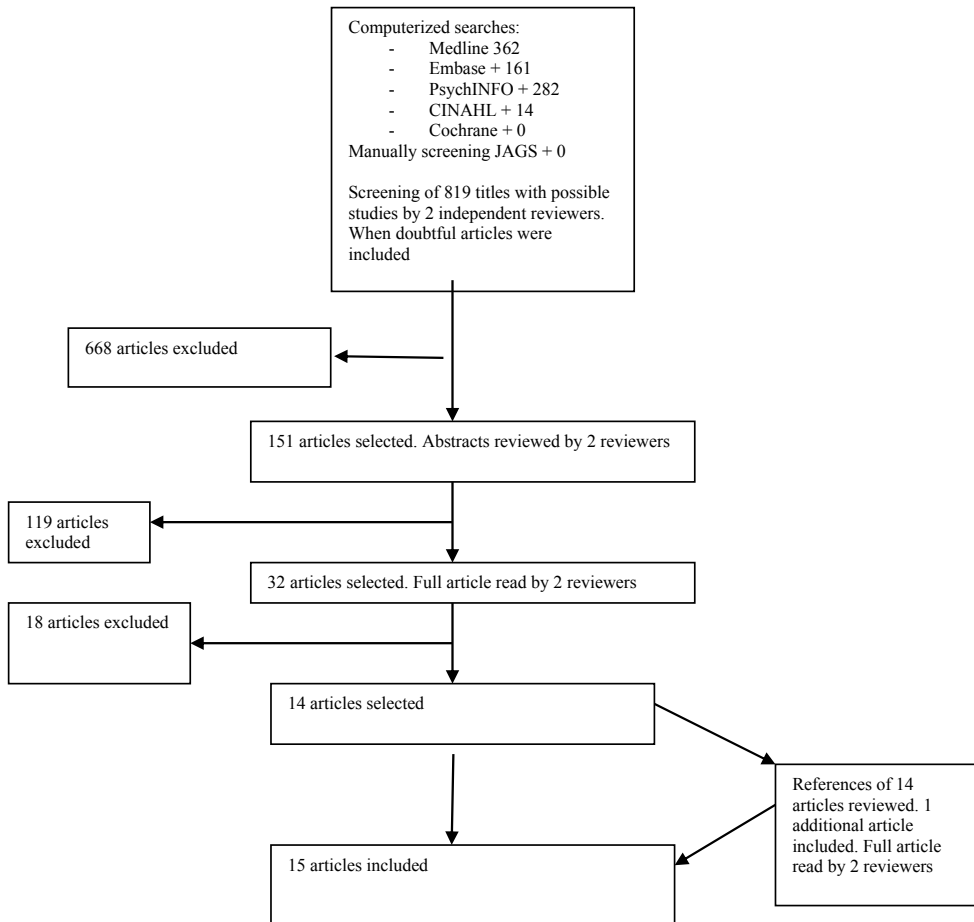 Computerized searches:
- Medline 362
- Embase + 161
- PsychINFO + 282
- CINAHL + 14
- Cochrane + 0
Manually screening JAGS + 0
Screening of 819 titles with possible
studies by 2 independent reviewers.
When doubtful articles were
included
668 articles excluded
151 articles selected. Abstracts reviewed by 2 reviewers
119 articles
excluded
32 articles selected. Full article read by 2 reviewers
18 articles excluded
14 articles selected
References of 14
articles reviewed. 1
additional article
included. Full article
read by 2 reviewers
15 articles included